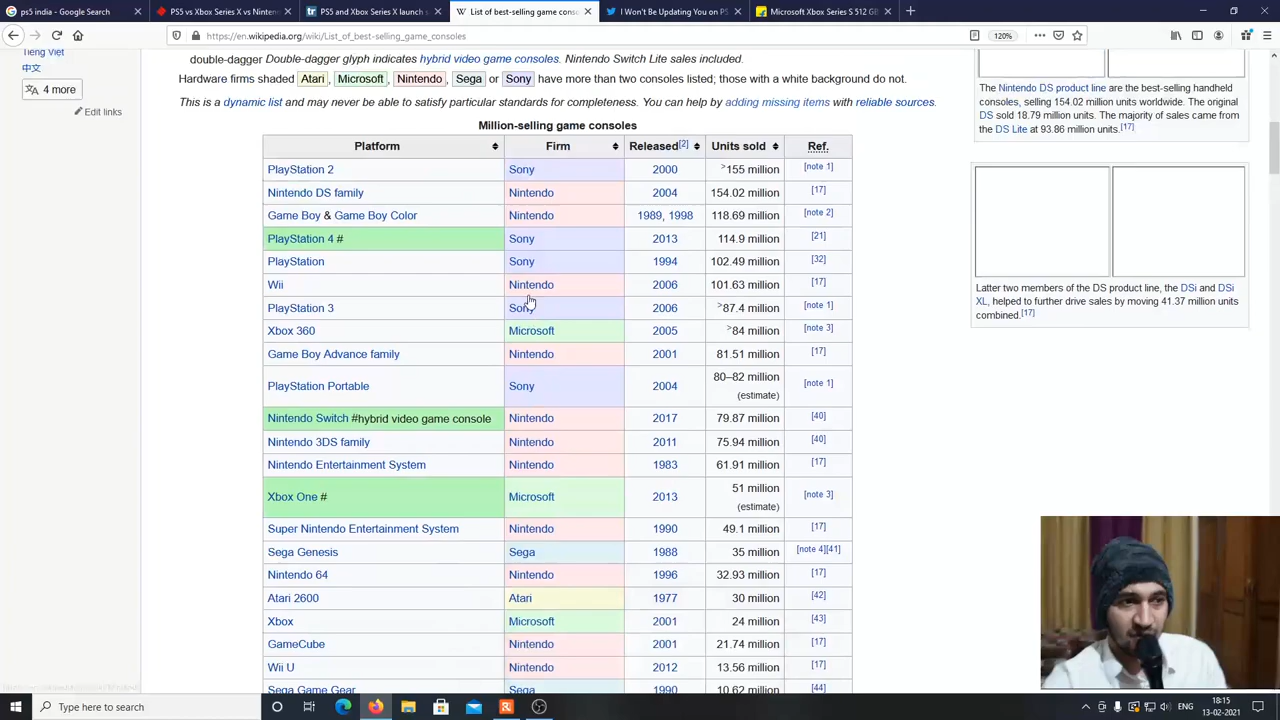 ps5 india - Google Search
PS5 vs Xbox Series X vs Ninten
PS5 and Xbox Series X launch s
List of best-selling game conso
I Won't Be Updating You on PS
Microsoft Xbox Series S 512 GB
https://en.wikipedia.org/wiki/List_of_best-selling_game_consoles
120%
Tiếng Việt
中文
4 more
Edit links
double-dagger Double-dagger glyph indicates hybrid video game consoles. Nintendo Switch Lite sales included.
Hardware firms shaded Atari, Microsoft, Nintendo, Sega or Sony have more than two consoles listed; those with a white background do not.
This is a dynamic list and may never be able to satisfy particular standards for completeness. You can help by adding missing items with reliable sources.
Million-selling game consoles
Platform Firm Released[2] Units sold Ref.
PlayStation 2 Sony 2000 >155 million [note 1]
Nintendo DS family Nintendo 2004 154.02 million [17]
Game Boy & Game Boy Color Nintendo 1989, 1998 118.69 million [note 2]
PlayStation 4 # Sony 2013 114.9 million [21]
PlayStation Sony 1994 102.49 million [32]
Wii Nintendo 2006 101.63 million [17]
PlayStation 3 Sony 2006 >87.4 million [note 1]
Xbox 360 Microsoft 2005 >84 million [note 3]
Game Boy Advance family Nintendo 2001 81.51 million [17]
PlayStation Portable Sony 2004 80–82 million (estimate) [note 1]
Nintendo Switch #hybrid video game console Nintendo 2017 79.87 million [40]
Nintendo 3DS family Nintendo 2011 75.94 million [40]
Nintendo Entertainment System Nintendo 1983 61.91 million [17]
Xbox One # Microsoft 2013 51 million (estimate) [note 3]
Super Nintendo Entertainment System Nintendo 1990 49.1 million [17]
Sega Genesis Sega 1988 35 million [note 4][41]
Nintendo 64 Nintendo 1996 32.93 million [17]
Atari 2600 Atari 1977 30 million [42]
Xbox Microsoft 2001 24 million [43]
GameCube Nintendo 2001 21.74 million [17]
Wii U Nintendo 2012 13.56 million [17]
Sega Game Gear Sega 1990 10.62 million [44]
The Nintendo DS product line are the best-selling handheld
consoles, selling 154.02 million units worldwide. The original
DS sold 18.79 million units. The majority of sales came from
the DS Lite at 93.86 million units.[17]
Latter two members of the DS product line, the DSi and DSi
XL, helped to further drive sales by moving 41.37 million units
combined.[17]
Type here to search
ENG
18:15
13-02-2021